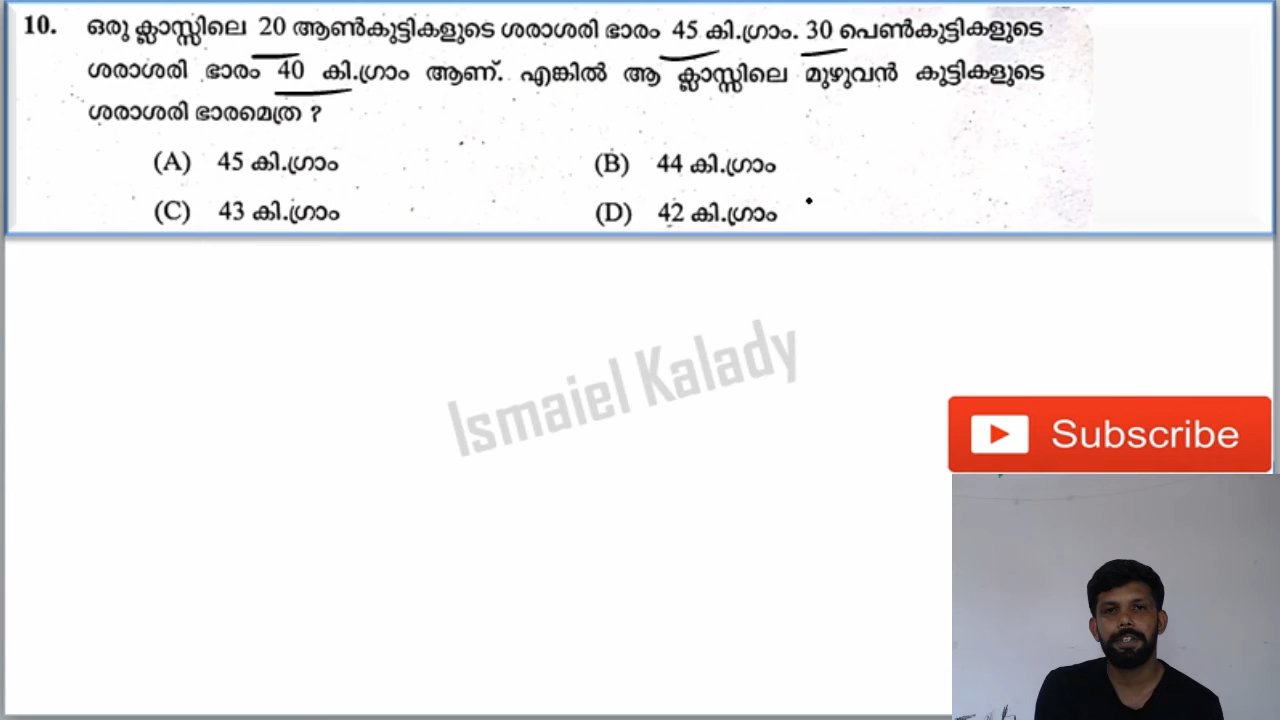 10. ഒരു ക്ലാസ്സിലെ 20 ആൺകുട്ടികളുടെ ശരാശരി ഭാരം 45 കി.ഗ്രാം. 30 പെൺകുട്ടികളുടെ
ശരാശരി ഭാരം 40 കി.ഗ്രാം ആണ്. എങ്കിൽ ആ ക്ലാസ്സിലെ മുഴുവൻ കുട്ടികളുടെ
ശരാശരി ഭാരമെത്ര ?
(A) 45 കി.ഗ്രാം (B) 44 കി.ഗ്രാം
(C) 43 കി.ഗ്രാം (D) 42 കി.ഗ്രാം
Ismaiel Kalady
Subscribe